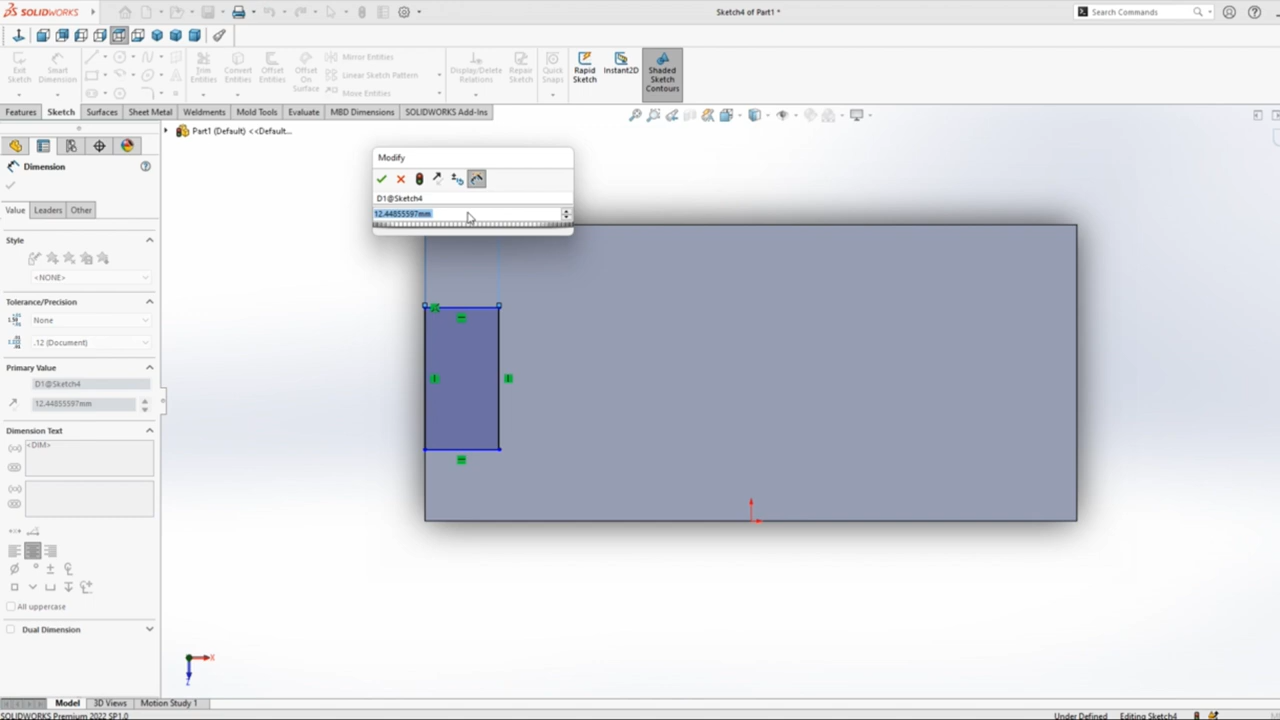 SOLIDWORKS
Sketch4 of Part1 *
Search Commands
Exit Sketch
Smart Dimension
Trim Entities
Convert Entities
Offset Entities
Offset On Surface
Mirror Entities
Linear Sketch Pattern
Move Entities
Display/Delete Relations
Repair Sketch
Quick Snaps
Rapid Sketch
Instant2D
Shaded Sketch Contours
Features
Sketch
Surfaces
Sheet Metal
Weldments
Mold Tools
Evaluate
MBD Dimensions
SOLIDWORKS Add-Ins
Part1 (Default) <<Default...
Dimension
Value
Leaders
Other
Style
<NONE>
Tolerance/Precision
None
.12 (Document)
Primary Value
D1@Sketch4
12.44855597mm
Dimension Text
<DIM>
All uppercase
Dual Dimension
Modify
D1@Sketch4
12.44855597mm
X
Z
Model
3D Views
Motion Study 1
SOLIDWORKS Premium 2022 SP1.0
Under Defined
Editing Sketch4